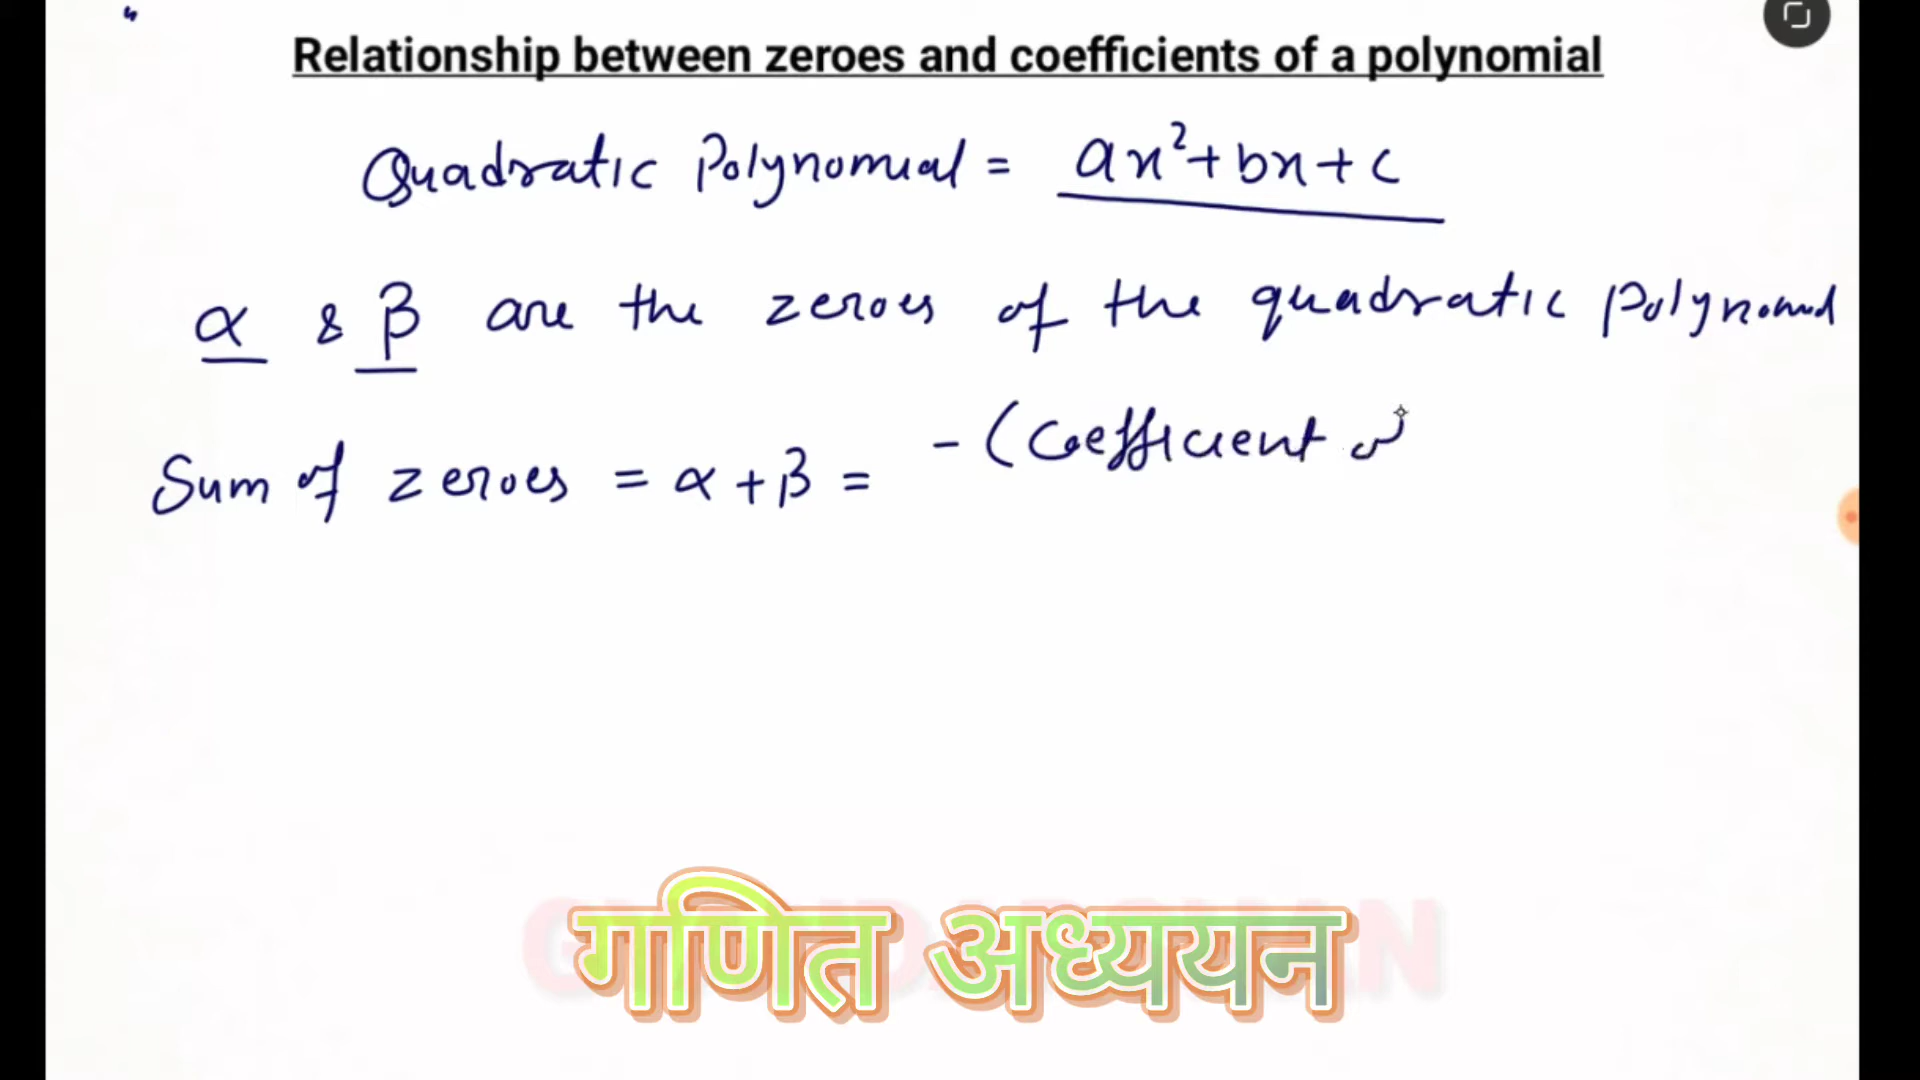 Relationship between zeroes and coefficients of a polynomial
Quadratic Polynomial = ax²+bx+c
α & β are the zeroes of the quadratic polynomial
Sum of zeroes = α + β = - (Coefficient o
गणित अध्ययन